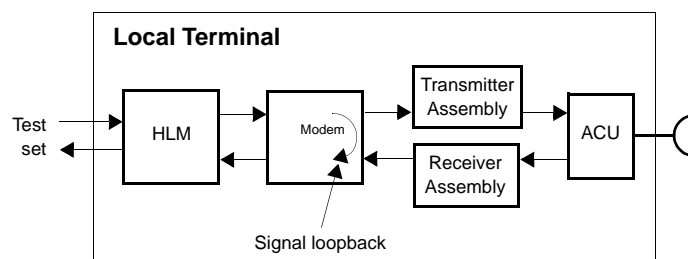 Local Terminal
Test
set
HLM
Modem
Transmitter
Assembly
Receiver
Assembly
ACU
Signal loopback